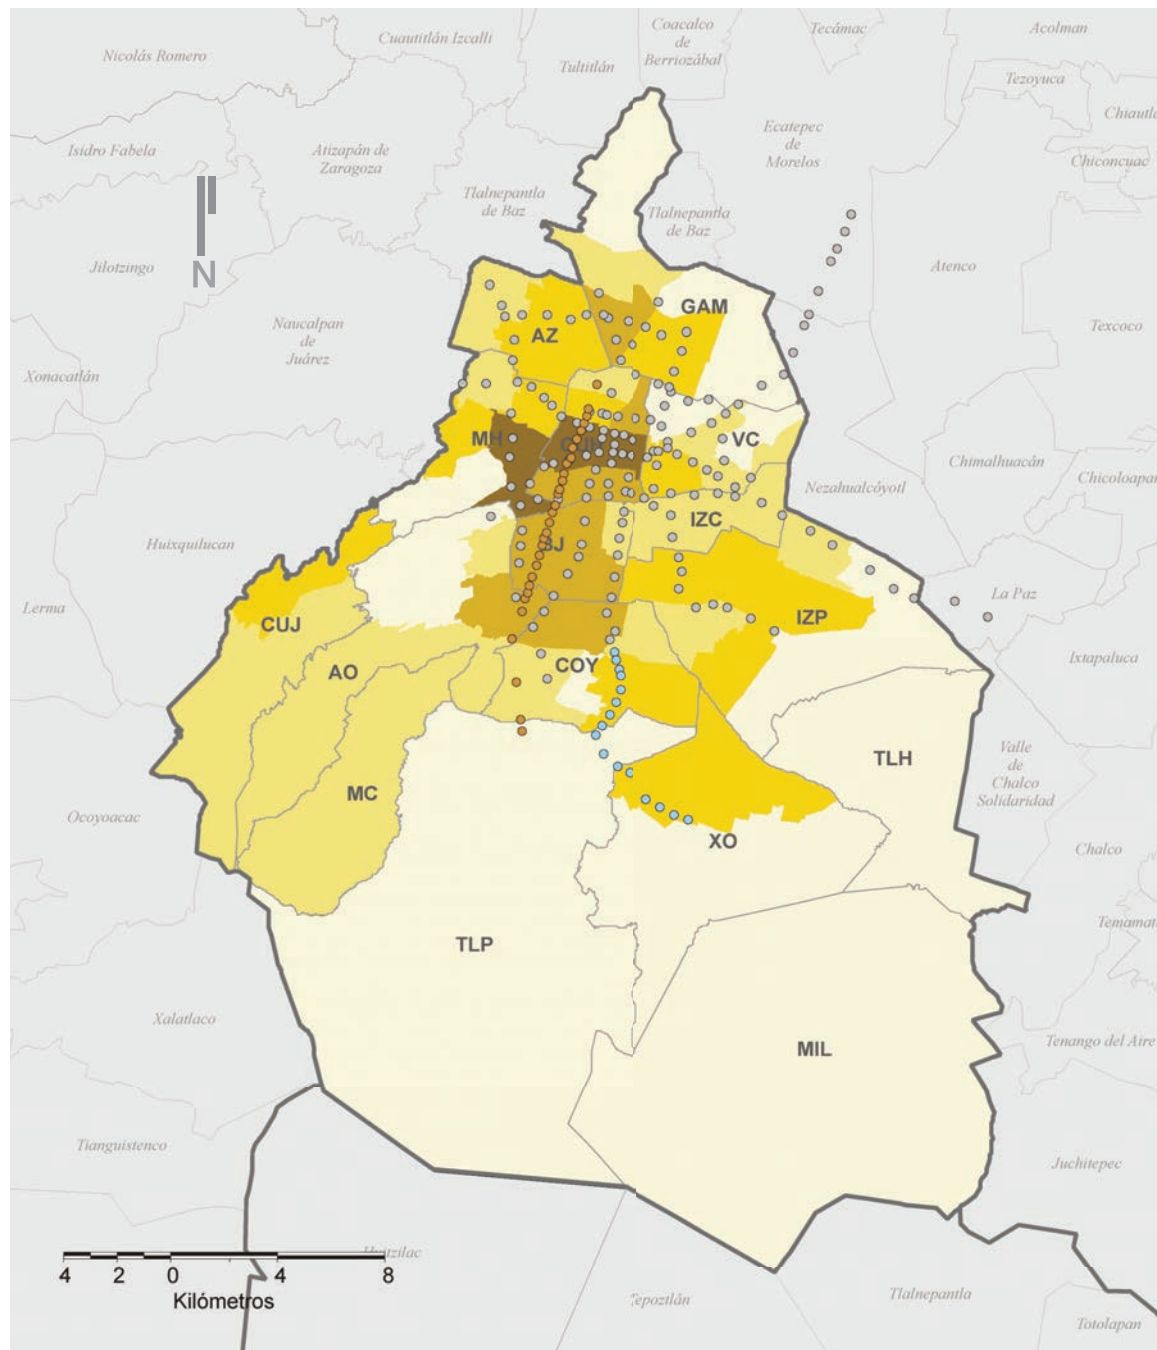 Coacalco
de
Berriozábal
Tecámac
Acolman
Cuautitlán Izcalli
Nicolás Romero
Tultitlán
Tezoyuca
Chiautla
Ecatepec
de
Morelos
Isidro Fabela
Atizapán de
Zaragoza
Chiconcuac
Tlalnepantla
de Baz
Tlalnepantla
de Baz
N
Jilotzingo
Atenco
GAM
Naucalpan
de
Juárez
AZ
Texcoco
Xonacatlán
MH
CUH
VC
Chimalhuacán
Chicoloapan
Nezahualcóyotl
IZC
Huixquilucan
BJ
La Paz
Lerma
CUJ
IZP
COY
Ixtapaluca
AO
TLH
Valle
de
Chalco
Solidaridad
MC
Ocoyoacac
XO
Chalco
TLP
Temamat
Xalatlaco
MIL
Tenango del Aire
Tianguistenco
Juchitepec
Huitzilac
4 2 0 4 8
Kilómetros
Tepoztlán
Tlalnepantla
Totolapan